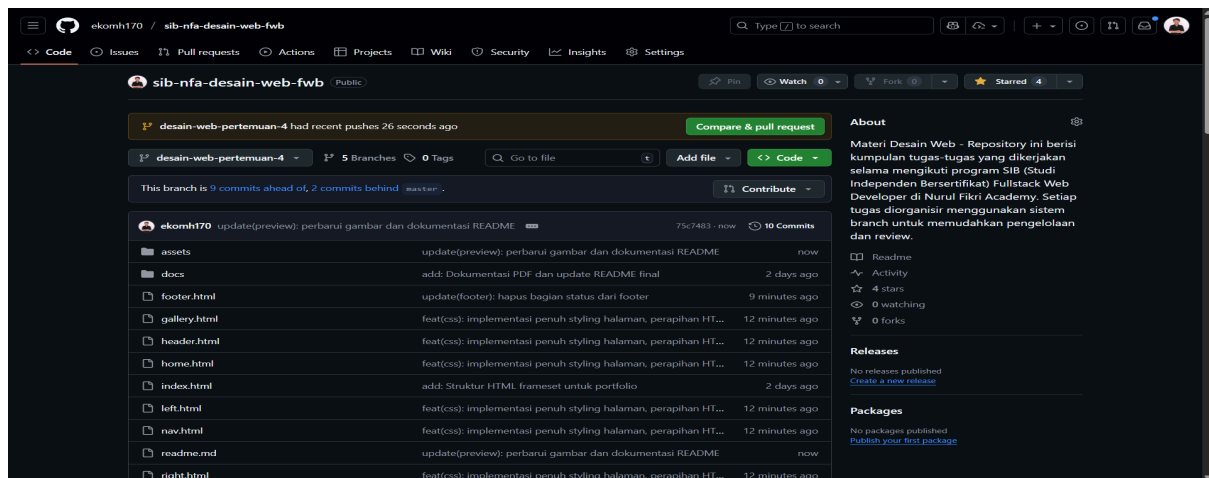 ekomh170 / sib-nfa-desain-web-fwb
Type / to search
Code Issues Pull requests Actions Projects Wiki Security Insights Settings
sib-nfa-desain-web-fwb Public
Pin Watch 0 Fork 0 Starred 4
desain-web-pertemuan-4 had recent pushes 26 seconds ago
Compare & pull request
desain-web-pertemuan-4 5 Branches 0 Tags Go to file t Add file Code
This branch is 9 commits ahead of, 2 commits behind master .
Contribute
ekomh170 update(preview): perbarui gambar dan dokumentasi README 75c7483 · now 10 Commits
assets update(preview): perbarui gambar dan dokumentasi README now
docs add: Dokumentasi PDF dan update README final 2 days ago
footer.html update(footer): hapus bagian status dari footer 9 minutes ago
gallery.html feat(css): implementasi penuh styling halaman, perapihan HT... 12 minutes ago
header.html feat(css): implementasi penuh styling halaman, perapihan HT... 12 minutes ago
home.html feat(css): implementasi penuh styling halaman, perapihan HT... 12 minutes ago
index.html add: Struktur HTML frameset untuk portfolio 2 days ago
left.html feat(css): implementasi penuh styling halaman, perapihan HT... 12 minutes ago
nav.html feat(css): implementasi penuh styling halaman, perapihan HT... 12 minutes ago
readme.md update(preview): perbarui gambar dan dokumentasi README now
right.html feat(css): implementasi penuh styling halaman, perapihan HT... 12 minutes ago
About
Materi Desain Web - Repository ini berisi
kumpulan tugas-tugas yang dikerjakan
selama mengikuti program SIB (Studi
Independen Bersertifikat) Fullstack Web
Developer di Nurul Fikri Academy. Setiap
tugas diorganisir menggunakan sistem
branch untuk memudahkan pengelolaan
dan review.
Readme
Activity
4 stars
0 watching
0 forks
Releases
No releases published
Create a new release
Packages
No packages published
Publish your first package